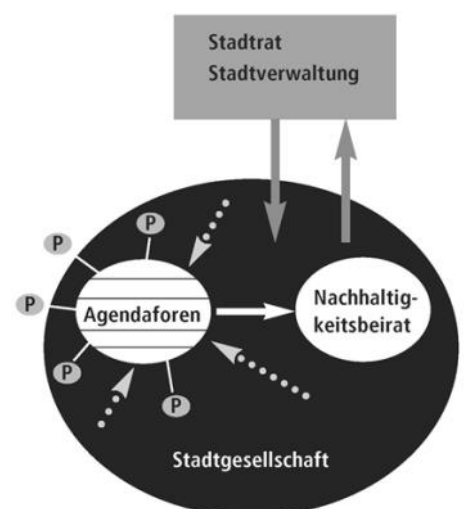 Stadtrat
Stadtverwaltung
P
P
P
Agendaforen
Nachhaltig-
keitsbeirat
P
P
Stadtgesellschaft